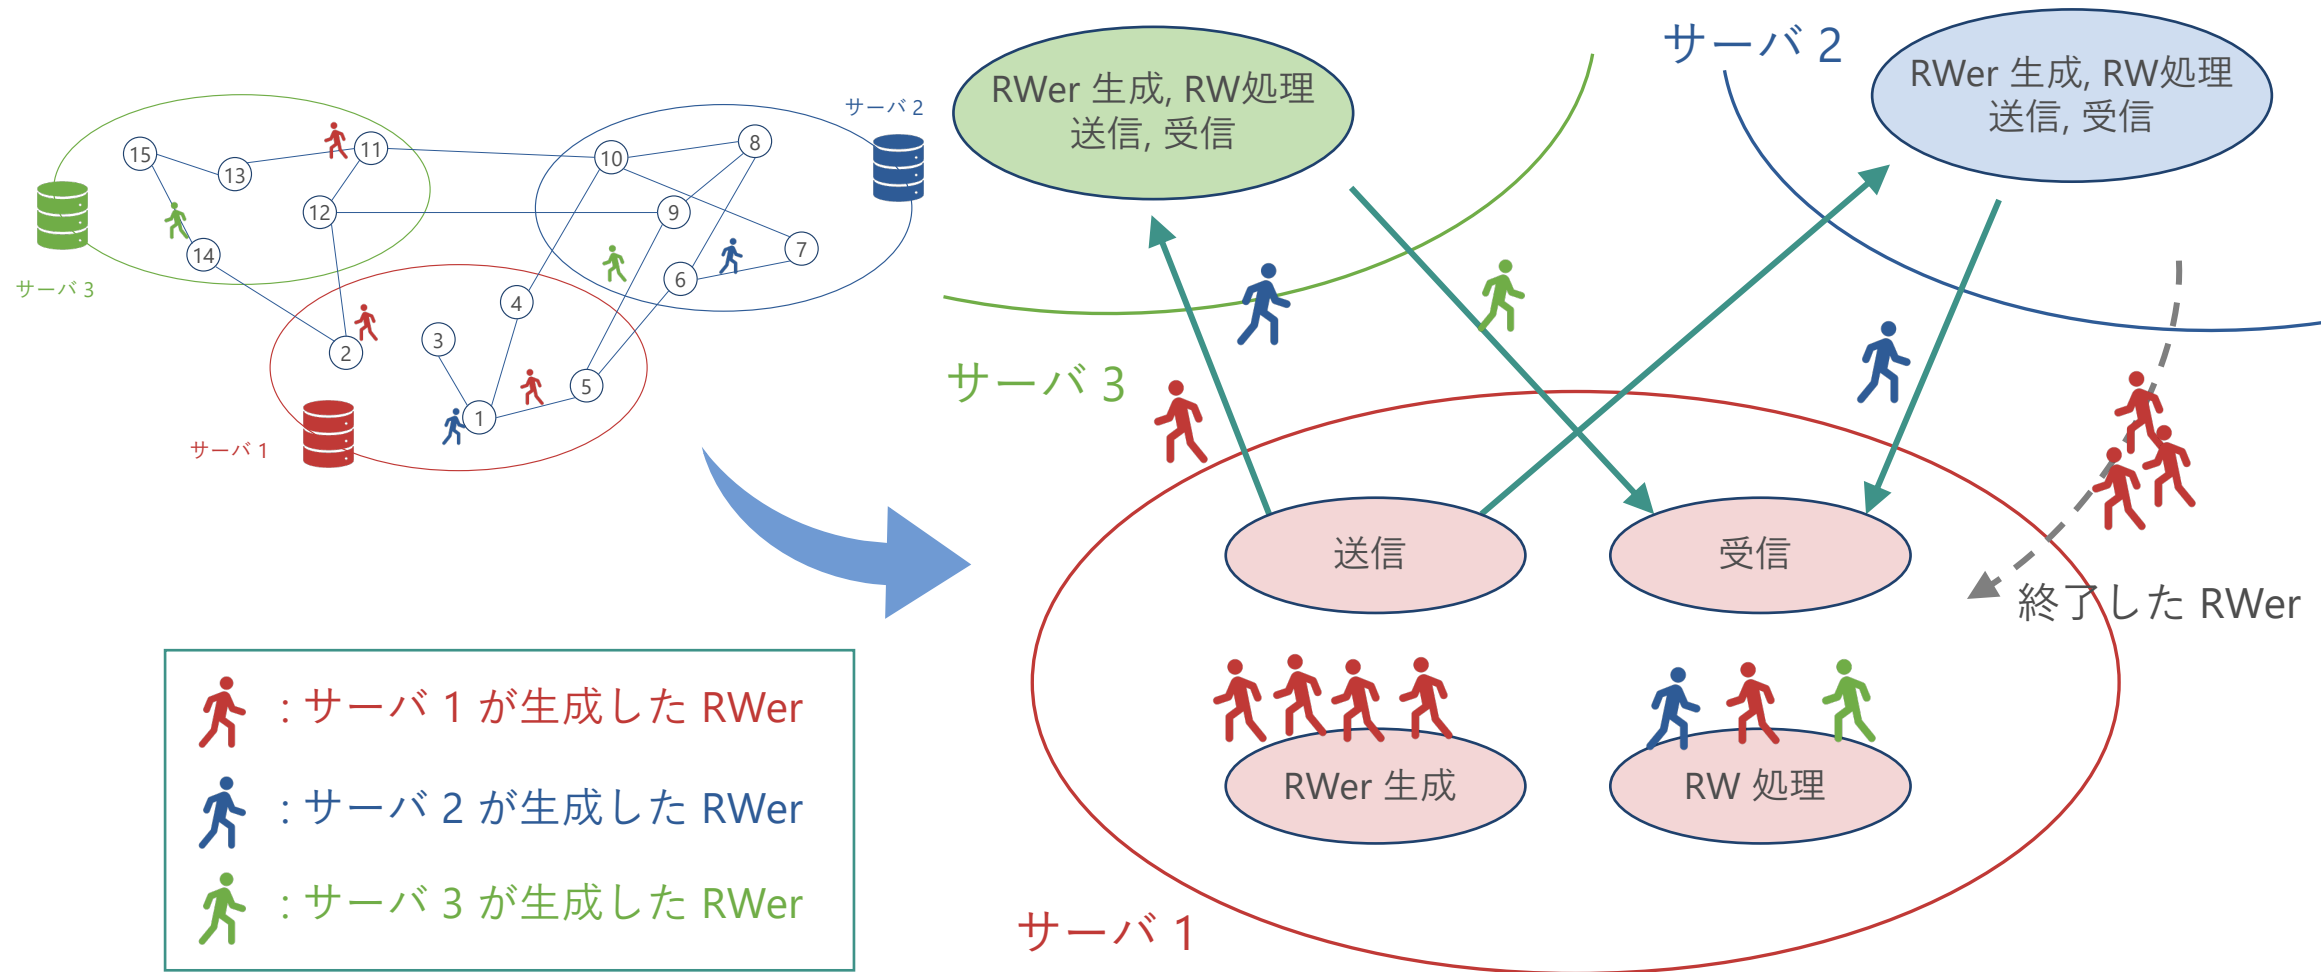 サーバ 2
15
13
11
10
8
12
9
14
7
6
サーバ 3
4
3
2
5
1
サーバ 1
: サーバ 1 が生成した RWer
: サーバ 2 が生成した RWer
: サーバ 3 が生成した RWer
RWer 生成, RW処理
送信, 受信
サーバ 2
RWer 生成, RW処理
送信, 受信
サーバ 3
送信
受信
終了した RWer
RWer 生成
RW 処理
サーバ 1